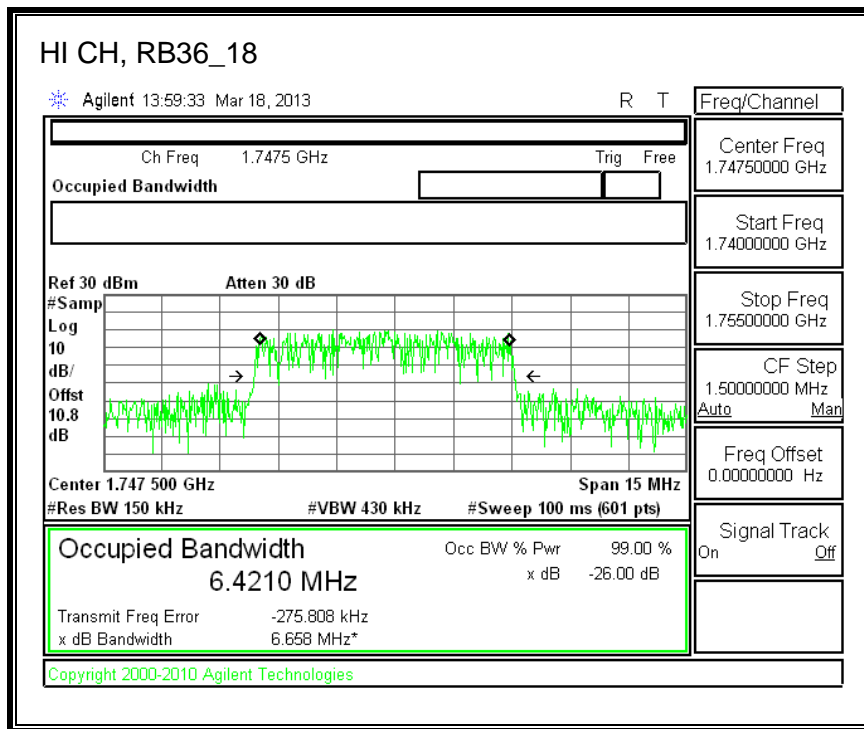 HI CH, RB36_18
Agilent 13:59:33 Mar 18, 2013 R T
Freq/Channel
Ch Freq 1.7475 GHz Trig Free
Occupied Bandwidth
Center Freq
1.74750000 GHz
Start Freq
1.74000000 GHz
Stop Freq
1.75500000 GHz
CF Step
1.50000000 MHz
Auto Man
Freq Offset
0.00000000 Hz
Signal Track
On Off
Ref 30 dBm Atten 30 dB
#Samp
Log
10
dB/
Offst
10.8
dB
Center 1.747 500 GHz Span 15 MHz
#Res BW 150 kHz #VBW 430 kHz #Sweep 100 ms (601 pts)
Occupied Bandwidth Occ BW % Pwr 99.00 %
6.4210 MHz x dB -26.00 dB
Transmit Freq Error -275.808 kHz
x dB Bandwidth 6.658 MHz*
Copyright 2000-2010 Agilent Technologies